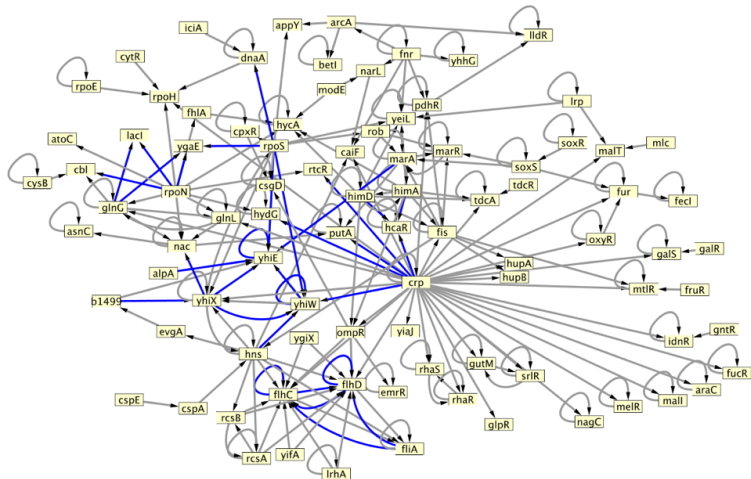 appY
arcA
iciA
lldR
cytR
dnaA
betI
fnr
yhhG
narL
rpoE
rpoH
modE
pdhR
lrp
fhlA
hycA
yeiL
atoC
lacI
cpxR
rob
ygaE
rpoS
caiF
marA
marR
soxR
malT
mlc
cbl
rtcR
soxS
cysB
rpoN
csgD
himD
himA
tdcR
tdcA
fur
fecI
glnG
glnL
hydG
asnC
nac
putA
hcaR
fis
oxyR
galS
galR
yhiE
alpA
hupA
hupB
crp
mtlR
fruR
b1499
yhiX
yhiW
evgA
ygiX
ompR
yiaJ
idnR
gntR
hns
rhaS
gutM
srlR
fucR
flhC
flhD
emrR
rhaR
araC
cspE
cspA
malI
melR
rcsB
glpR
nagC
rcsA
yifA
fliA
lrhA